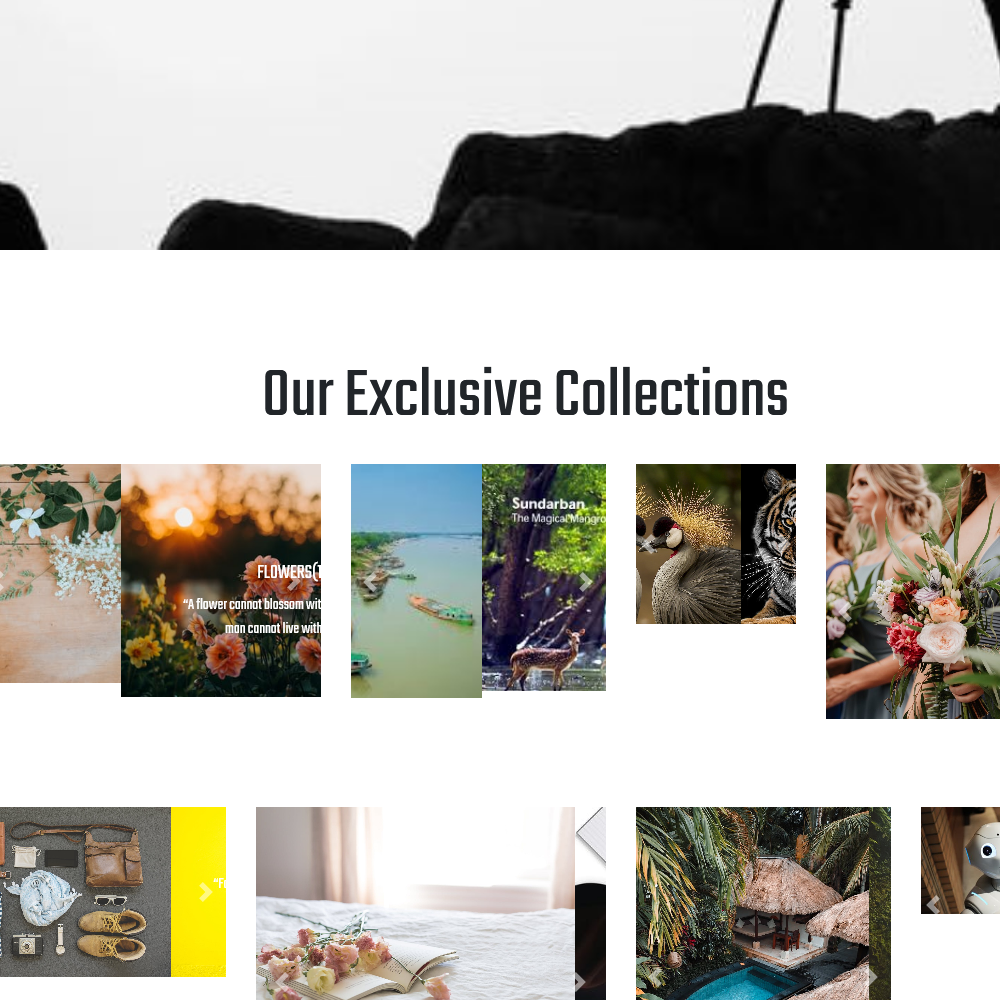 Our Exclusive Collections
Sundarban
The Magical Mangro
FLOWERS(
“A flower cannot blossom wit
man cannot live with